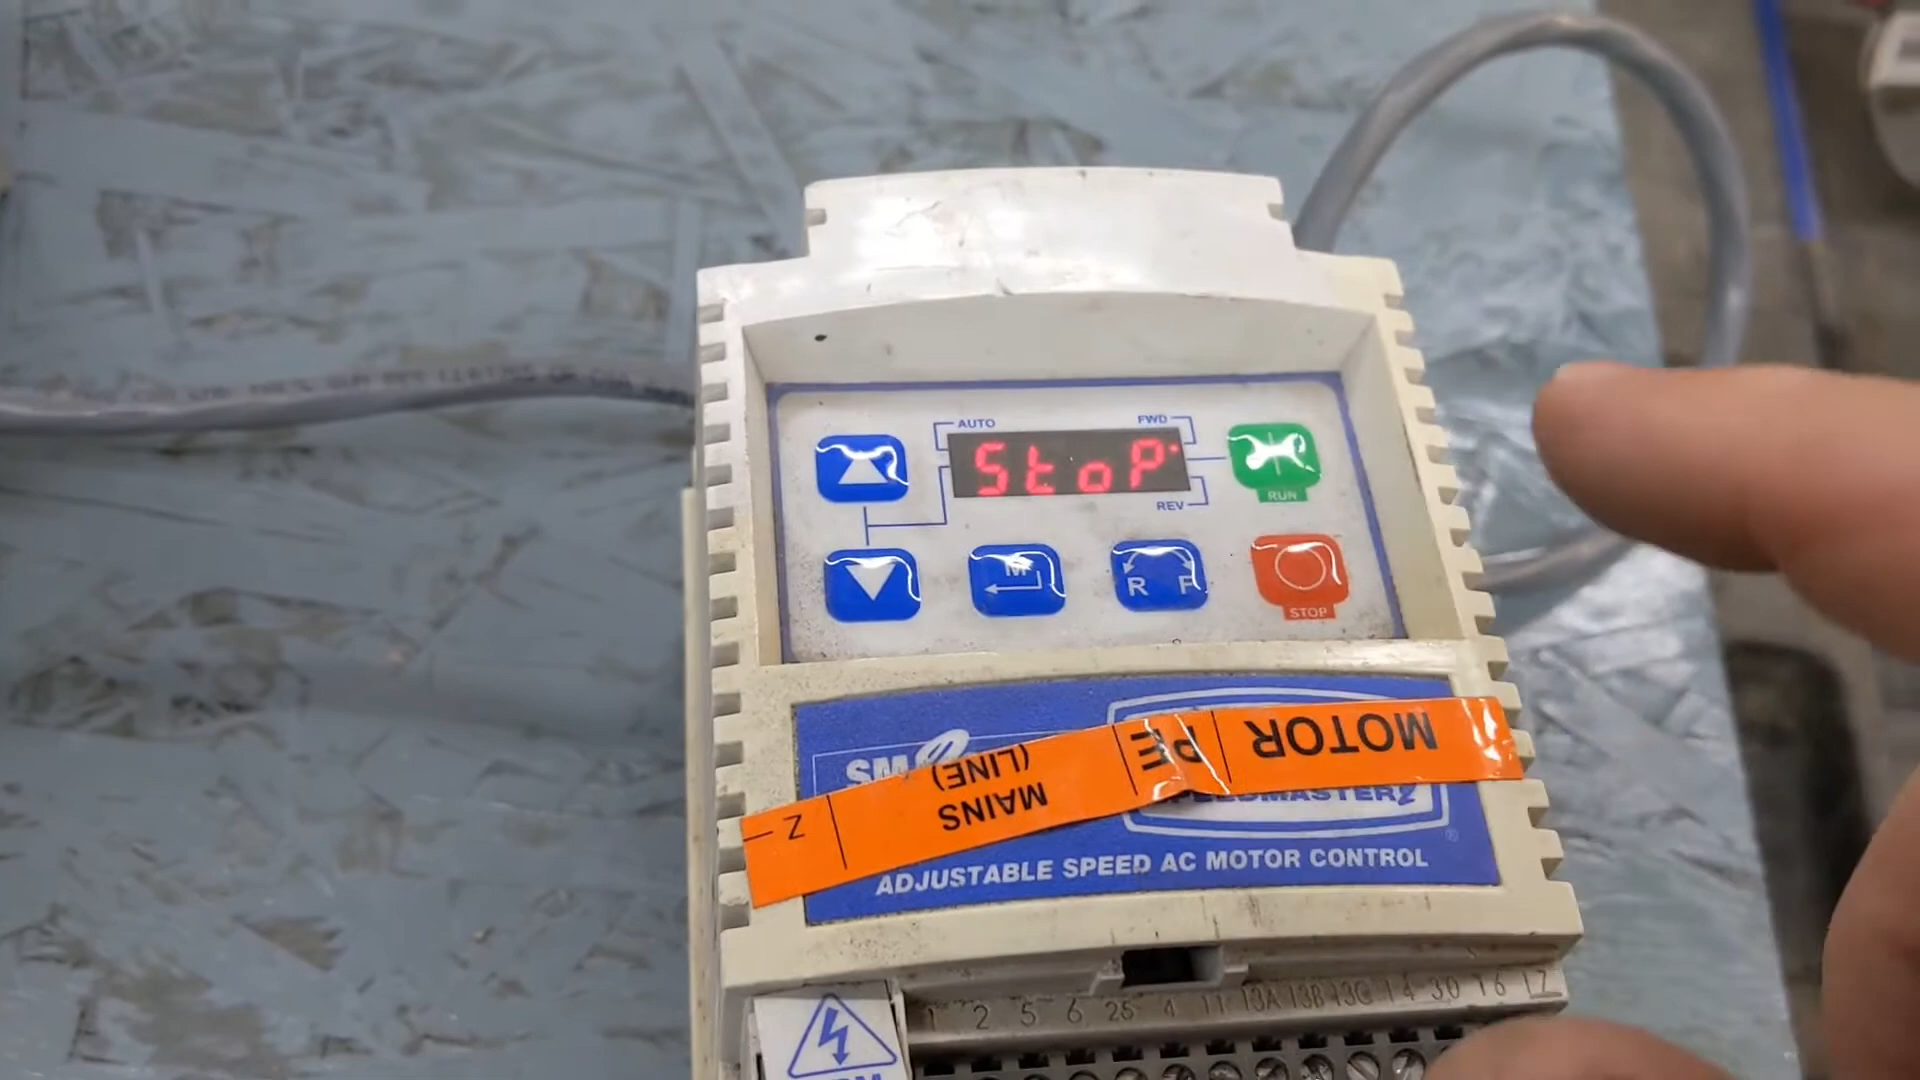 AUTO
FWD
StoP
REV
RUN
M
R F
STOP
SM
MOTOR
PE
MAINS
(LINE)
SPEEDMASTER
®
ADJUSTABLE SPEED AC MOTOR CONTROL
1 2 5 6 25 4 11 13A 13B 13C 14 30 16 17